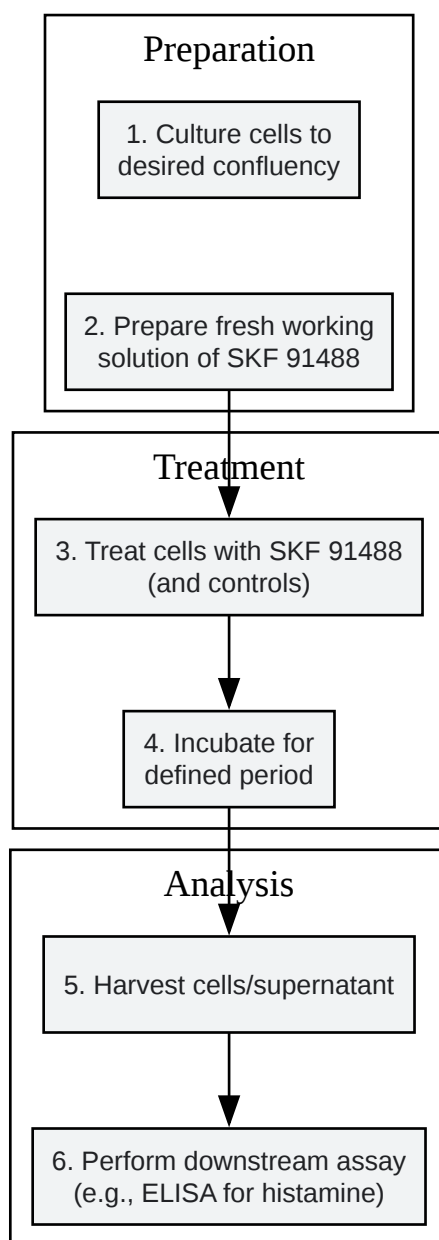 Preparation
1. Culture cells to
desired confluency
2. Prepare fresh working
solution of SKF 91488
Treatment
3. Treat cells with SKF 91488
(and controls)
4. Incubate for
defined period
Analysis
5. Harvest cells/supernatant
6. Perform downstream assay
(e.g., ELISA for histamine)